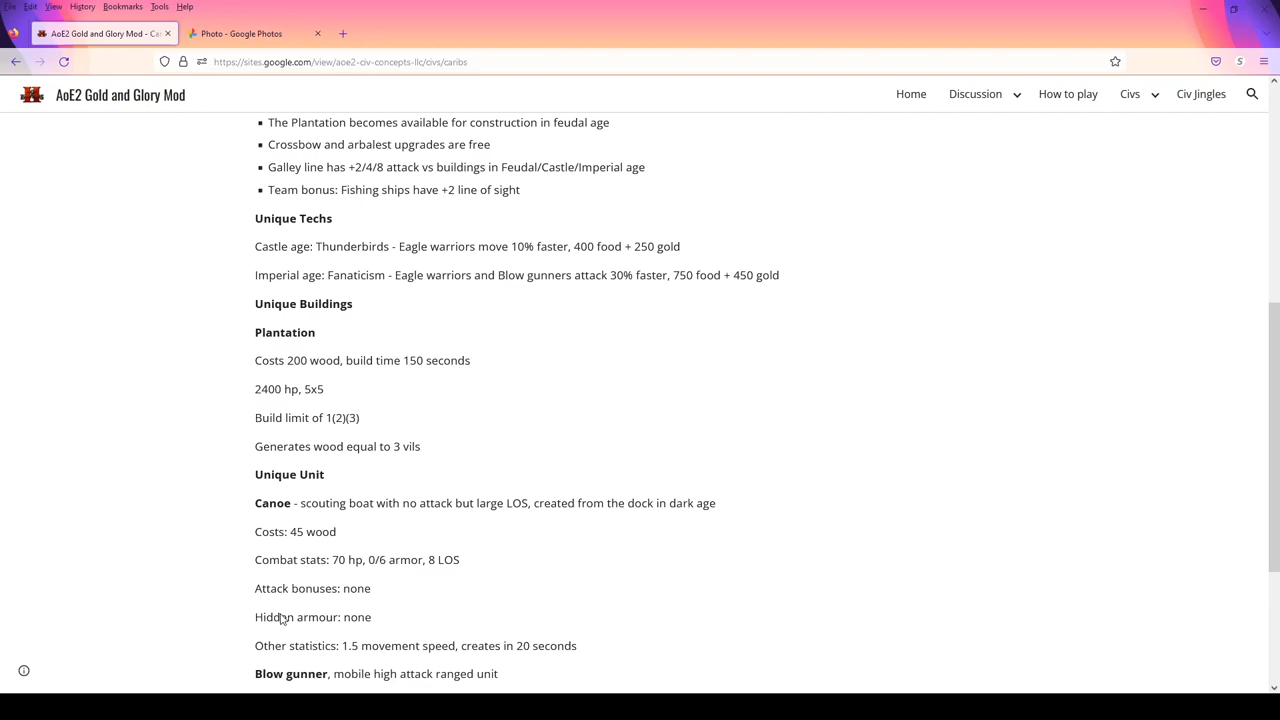 File Edit View History Bookmarks Tools Help
AoE2 Gold and Glory Mod - Ca
Photo - Google Photos
https://sites.google.com/view/aoe2-civ-concepts-llc/civs/caribs
AoE2 Gold and Glory Mod
Home Discussion How to play Civs Civ Jingles
The Plantation becomes available for construction in feudal age
Crossbow and arbalest upgrades are free
Galley line has +2/4/8 attack vs buildings in Feudal/Castle/Imperial age
Team bonus: Fishing ships have +2 line of sight
Unique Techs
Castle age: Thunderbirds - Eagle warriors move 10% faster, 400 food + 250 gold
Imperial age: Fanaticism - Eagle warriors and Blow gunners attack 30% faster, 750 food + 450 gold
Unique Buildings
Plantation
Costs 200 wood, build time 150 seconds
2400 hp, 5x5
Build limit of 1(2)(3)
Generates wood equal to 3 vils
Unique Unit
Canoe - scouting boat with no attack but large LOS, created from the dock in dark age
Costs: 45 wood
Combat stats: 70 hp, 0/6 armor, 8 LOS
Attack bonuses: none
Hidden armour: none
Other statistics: 1.5 movement speed, creates in 20 seconds
Blow gunner, mobile high attack ranged unit